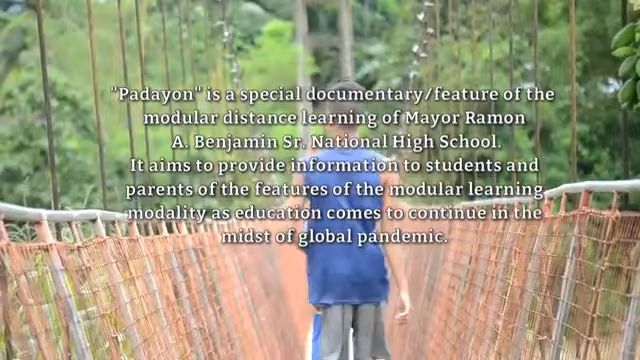 "Padayon" is a special documentary/feature of the
modular distance learning of Mayor Ramon
A. Benjamin Sr. National High School.
It aims to provide information to students and
parents of the features of the modular learning
modality as education comes to continue in the
midst of global pandemic.